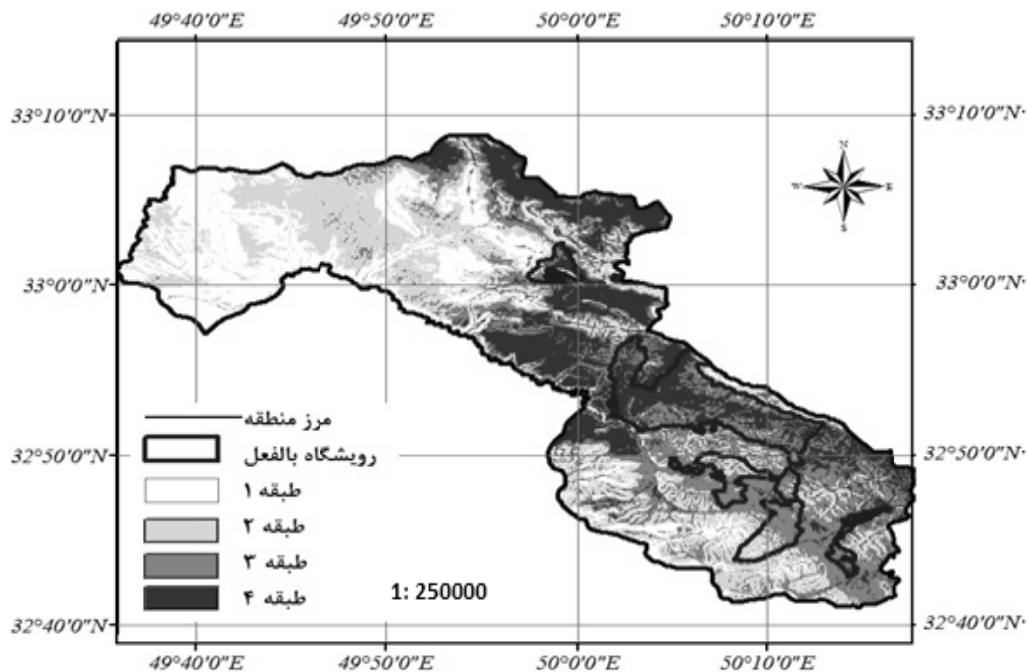 49°40'0"E 49°50'0"E 50°0'0"E 50°10'0"E
33°10'0"N 33°10'0"N
N
W E
S
33°0'0"N 33°0'0"N
مرز منطقه
رویشگاه بالفعل
32°50'0"N 32°50'0"N
طبقه ۱
طبقه ۲
طبقه ۳
طبقه ۴
1: 250000
32°40'0"N 32°40'0"N
49°40'0"E 49°50'0"E 50°0'0"E 50°10'0"E